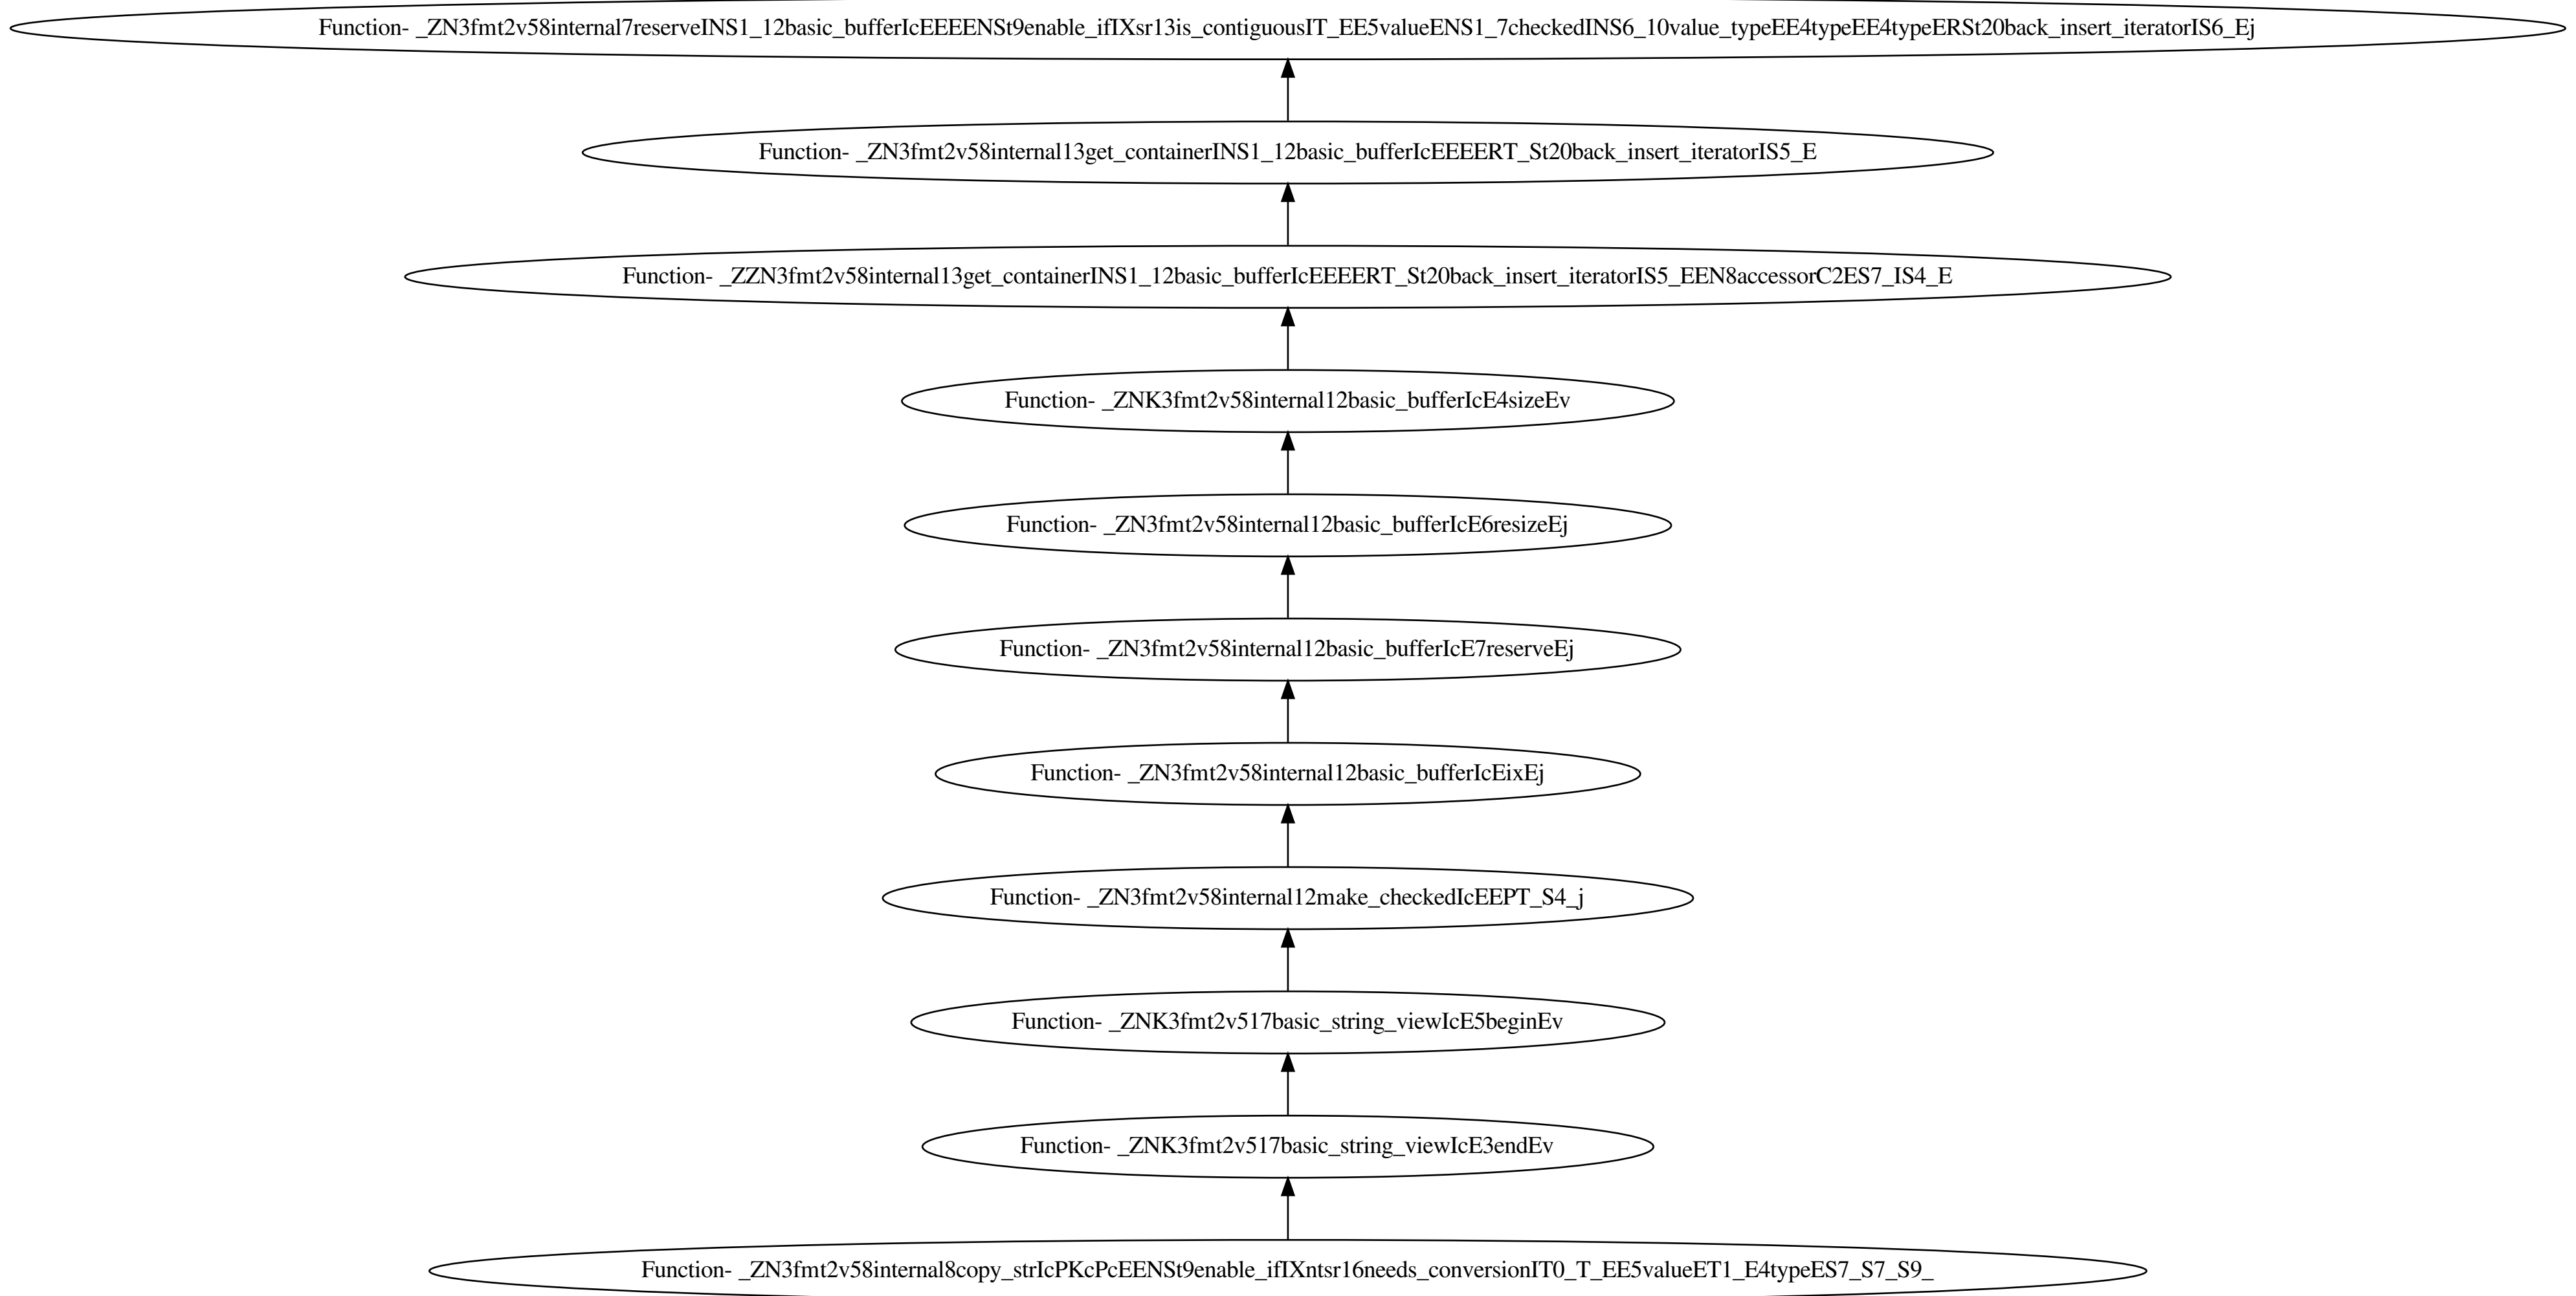 Function- _ZN3fmt2v58internal7reserveINS1_12basic_bufferIcEEEENSt9enable_ifIXsr13is_contiguousIT_EE5valueENS1_7checkedINS6_10value_typeEE4typeEE4typeERSt20back_insert_iteratorIS6_Ej
Function- _ZN3fmt2v58internal13get_containerINS1_12basic_bufferIcEEEERT_St20back_insert_iteratorIS5_E
Function- _ZZN3fmt2v58internal13get_containerINS1_12basic_bufferIcEEEERT_St20back_insert_iteratorIS5_EEN8accessorC2ES7_IS4_E
Function- _ZNK3fmt2v58internal12basic_bufferIcE4sizeEv
Function- _ZN3fmt2v58internal12basic_bufferIcE6resizeEj
Function- _ZN3fmt2v58internal12basic_bufferIcE7reserveEj
Function- _ZN3fmt2v58internal12basic_bufferIcEixEj
Function- _ZN3fmt2v58internal12make_checkedIcEEPT_S4_j
Function- _ZNK3fmt2v517basic_string_viewIcE5beginEv
Function- _ZNK3fmt2v517basic_string_viewIcE3endEv
Function- _ZN3fmt2v58internal8copy_strIcPKcPcEENSt9enable_ifIXntsr16needs_conversionIT0_T_EE5valueET1_E4typeES7_S7_S9_